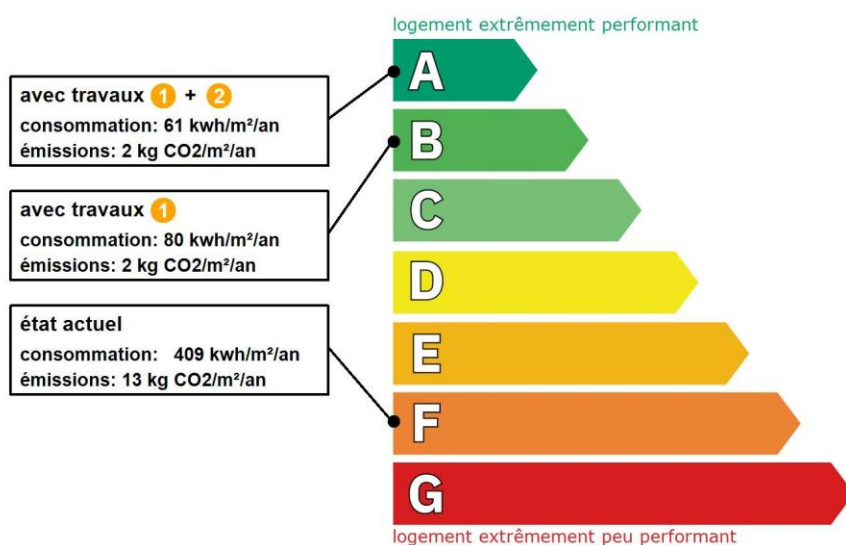 logement extrêmement performant
A
avec travaux 1 + 2
consommation: 61 kwh/m²/an
émissions: 2 kg CO2/m²/an
B
avec travaux 1
consommation: 80 kwh/m²/an
émissions: 2 kg CO2/m²/an
C
D
état actuel
consommation: 409 kwh/m²/an
émissions: 13 kg CO2/m²/an
E
F
G
logement extrêmement peu performant